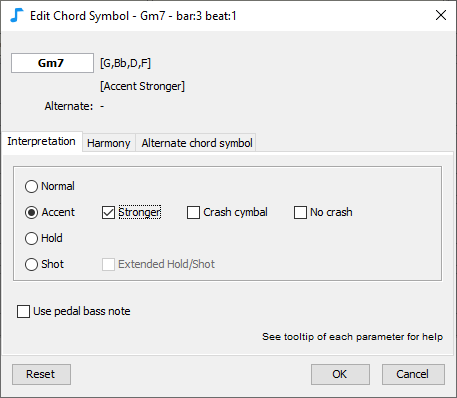 Edit Chord Symbol - Gm7 - bar:3 beat:1
Gm7 [G,Bb,D,F]
[Accent Stronger]
Alternate: -
Interpretation Harmony Alternate chord symbol
Normal
Accent Stronger Crash cymbal No crash
Hold
Shot Extended Hold/Shot
Use pedal bass note
See tooltip of each parameter for help
Reset OK Cancel